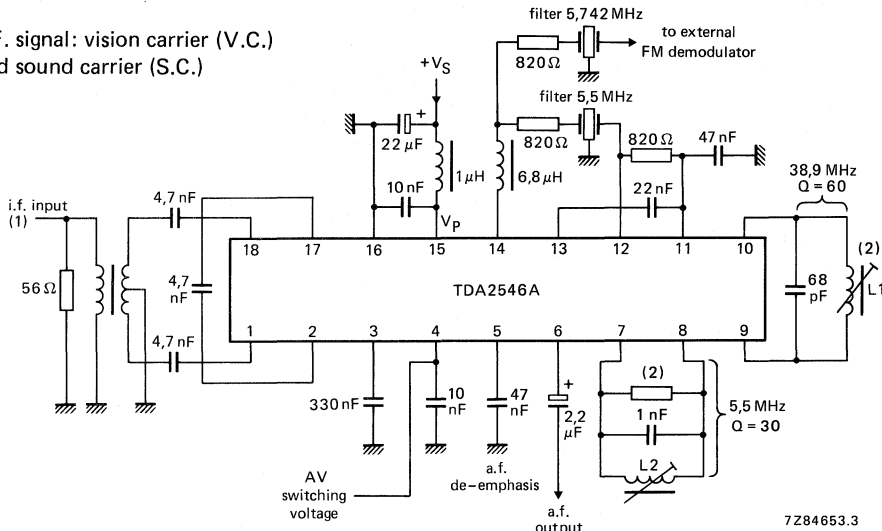 F. signal: vision carrier (V.C.)
d sound carrier (S.C.)
filter 5,742 MHz
to external
FM demodulator
820 Ω
+VS
filter 5,5 MHz
+
22 µF
820 Ω
820 Ω
47 nF
1 µH
6,8 µH
38,9 MHz
Q = 60
i.f. input
(1)
4,7 nF
10 nF
22 nF
VP
18 17 16 15 14 13 12 11 10
(2)
56 Ω
4,7
nF
TDA2546A
68
pF
L1
4,7 nF
1 2 3 4 5 6 7 8 9
330 nF
10
nF
47
nF
+
2,2
µF
(2)
1 nF
L2
5,5 MHz
Q = 30
AV
switching
voltage
a.f.
de-emphasis
a.f.
output
7Z84653.3